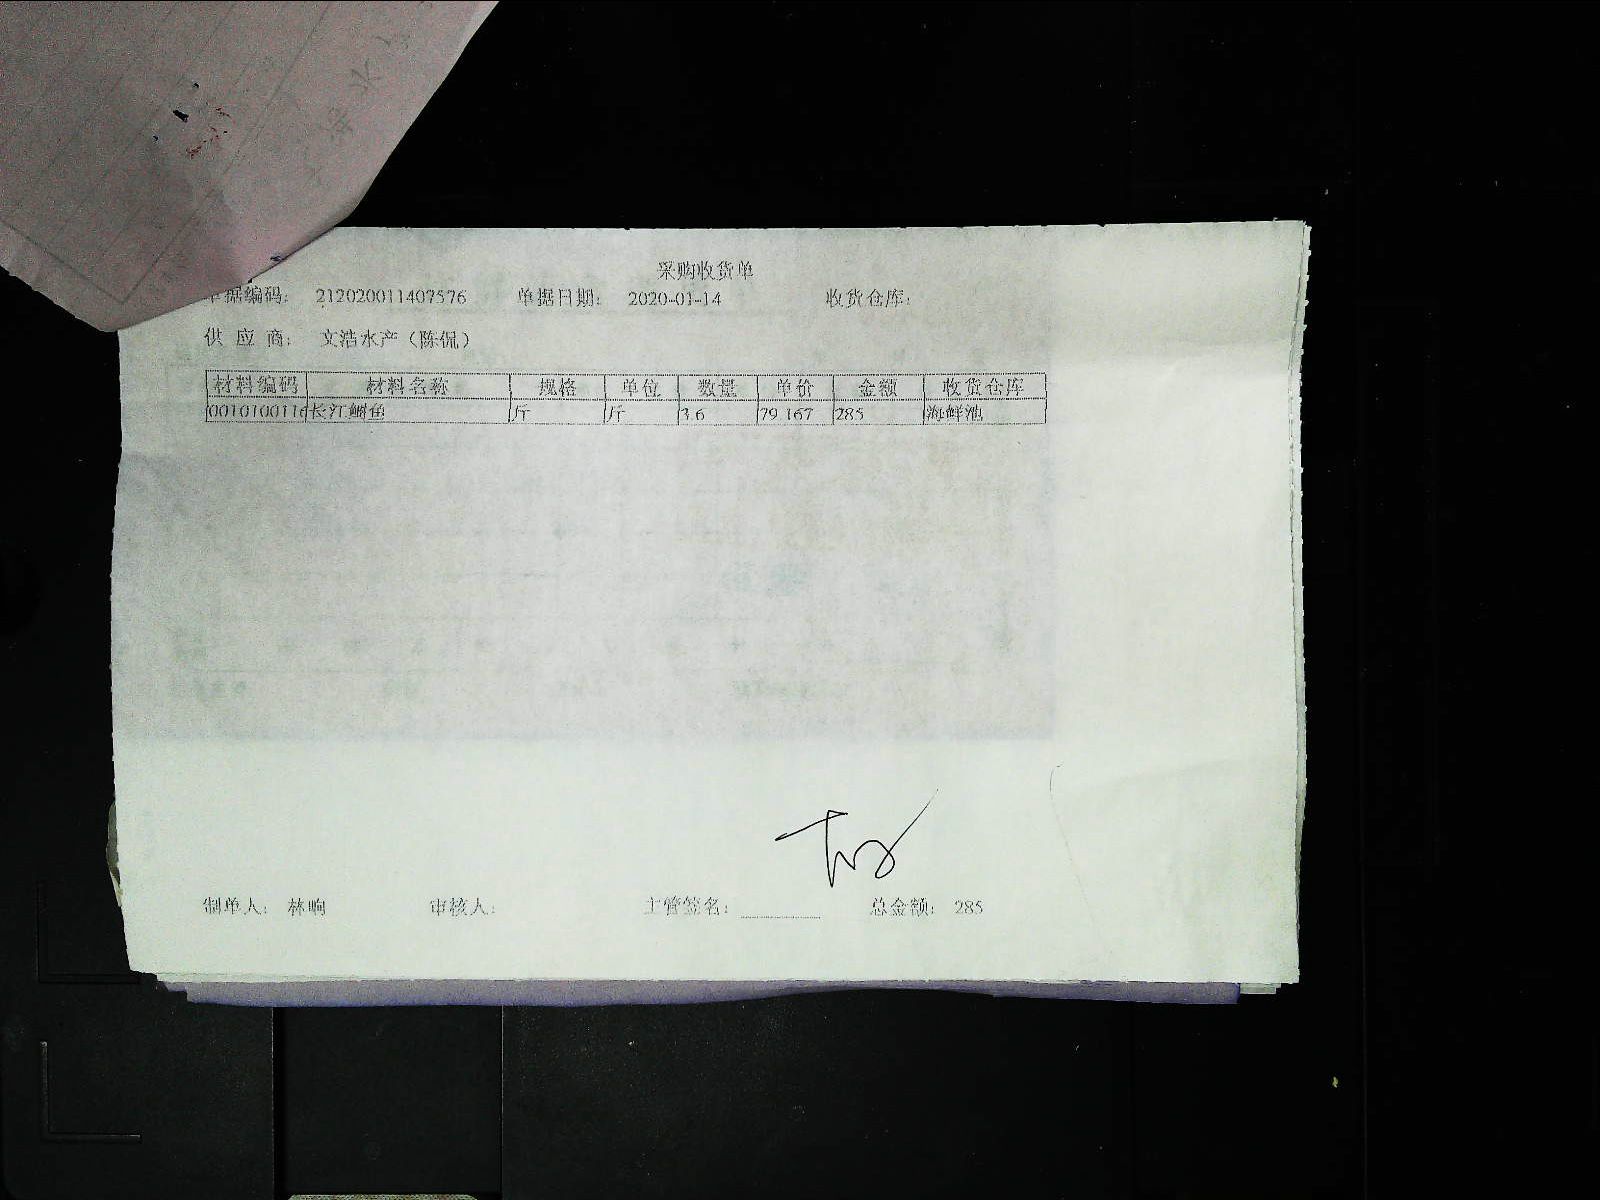 采购收货单
单据编码: 212020011407576 单据日期: 2020-01-14 收货仓库:
供应商: 文浩水产（陈侃）
材料编码 材料名称 规格 单位 数量 单价 金额 收货仓库
0010100116 长江鮰鱼 斤 斤 3.6 79.167 285 海鲜池
制单人: 林响 审核人: 主管签名: 总金额: 285